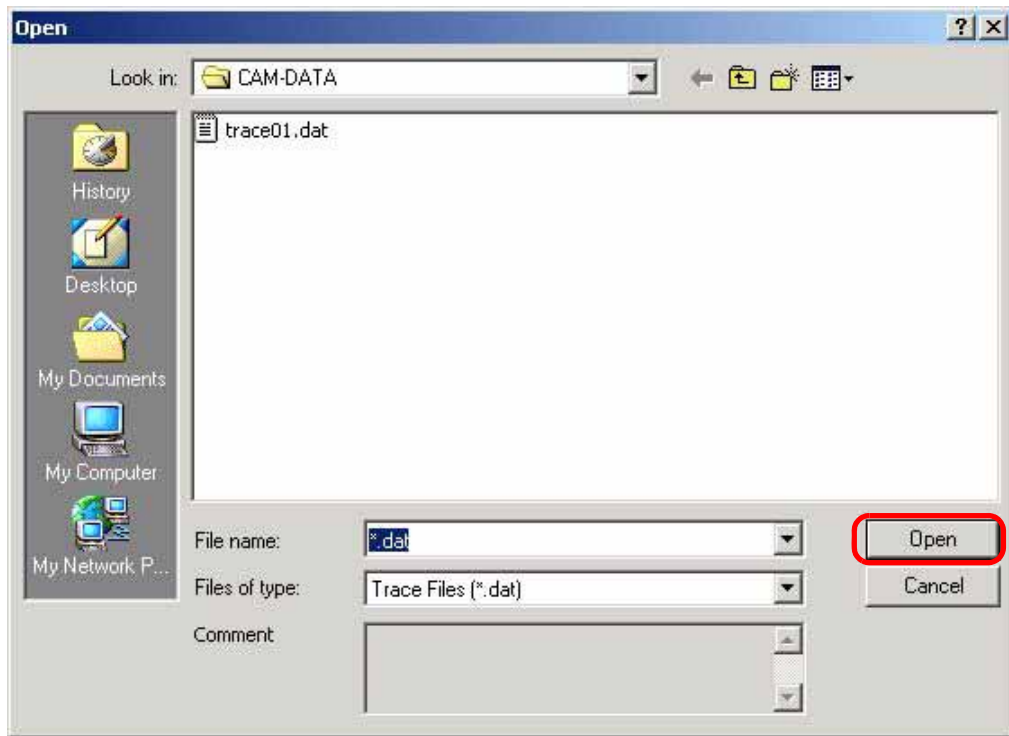 Open
Look in: CAM-DATA
trace01.dat
History
Desktop
My Documents
My Computer
My Network P...
File name: *.dat Open
Files of type: Trace Files (*.dat) Cancel
Comment